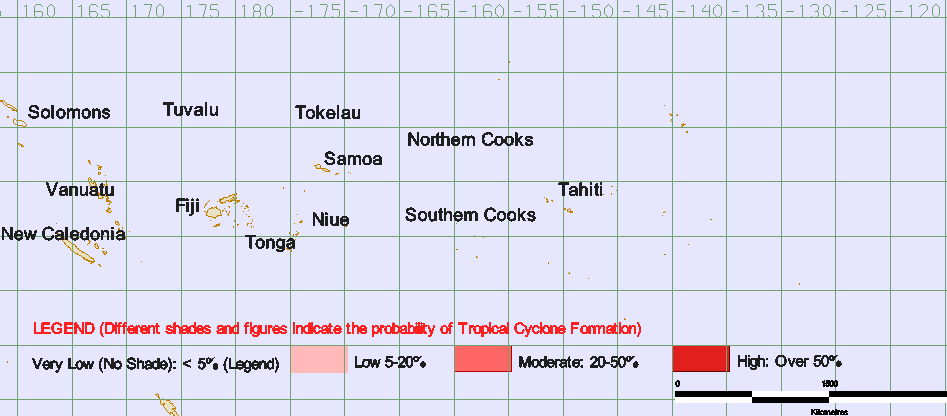 160 165 170 175 180 -175 -170 -165 -160 -155 -150 -145 -140 -135 -130 -125 -120
Solomons Tuvalu Tokelau
Northern Cooks
Samoa
Vanuatu Tahiti
Fiji
Niue Southern Cooks
New Caledonia
Tonga
LEGEND (Different shades and figures indicate the probability of Tropical Cyclone Formation)
Very Low (No Shade): < 5% (Legend) Low 5-20% Moderate: 20-50% High: Over 50%
0 1500
Kilometres